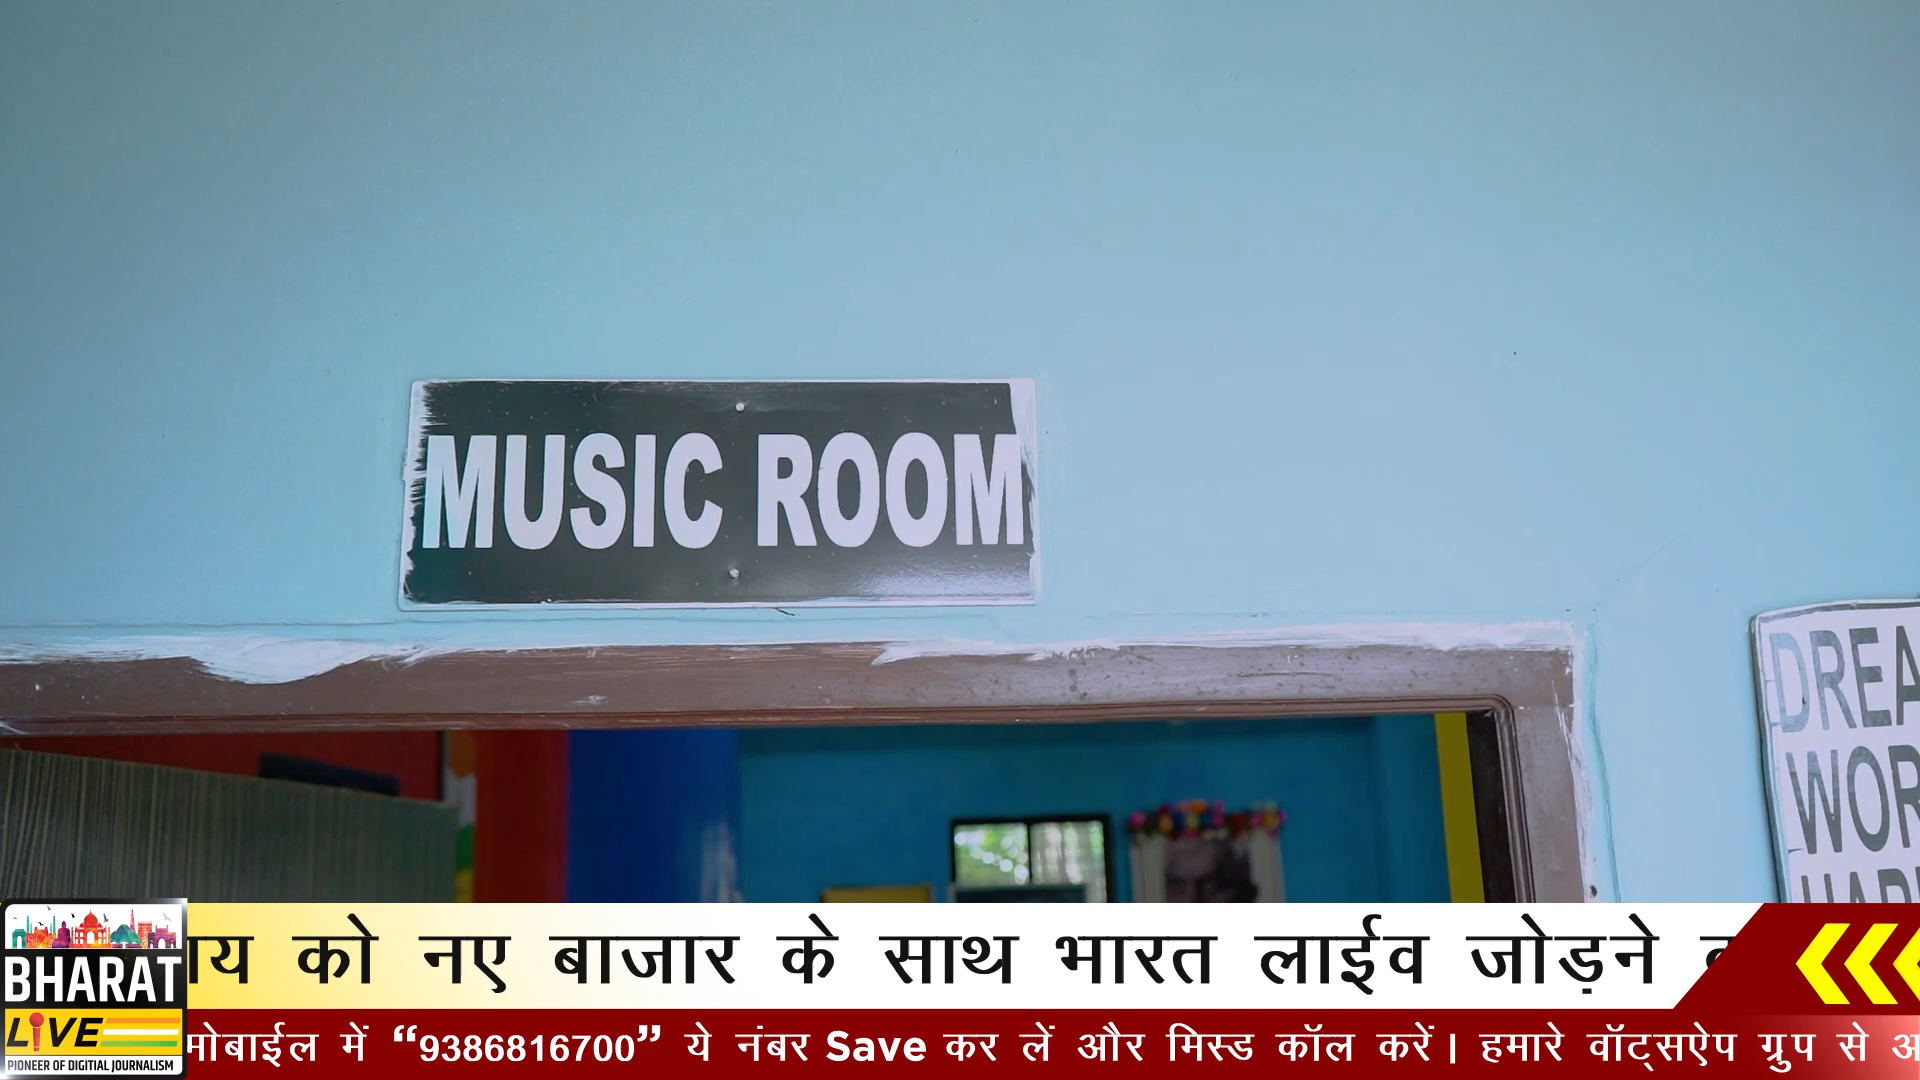 MUSIC ROOM
DREA
WOR
BHARAT
LIVE
PIONEER OF DIGITIAL JOURNALISM
को नए बाजार के साथ भारत लाईव जोड़ने
मोबाईल में “9386816700” ये नंबर Save कर लें और मिस्ड कॉल करें। हमारे वॉट्सऐप ग्रुप से